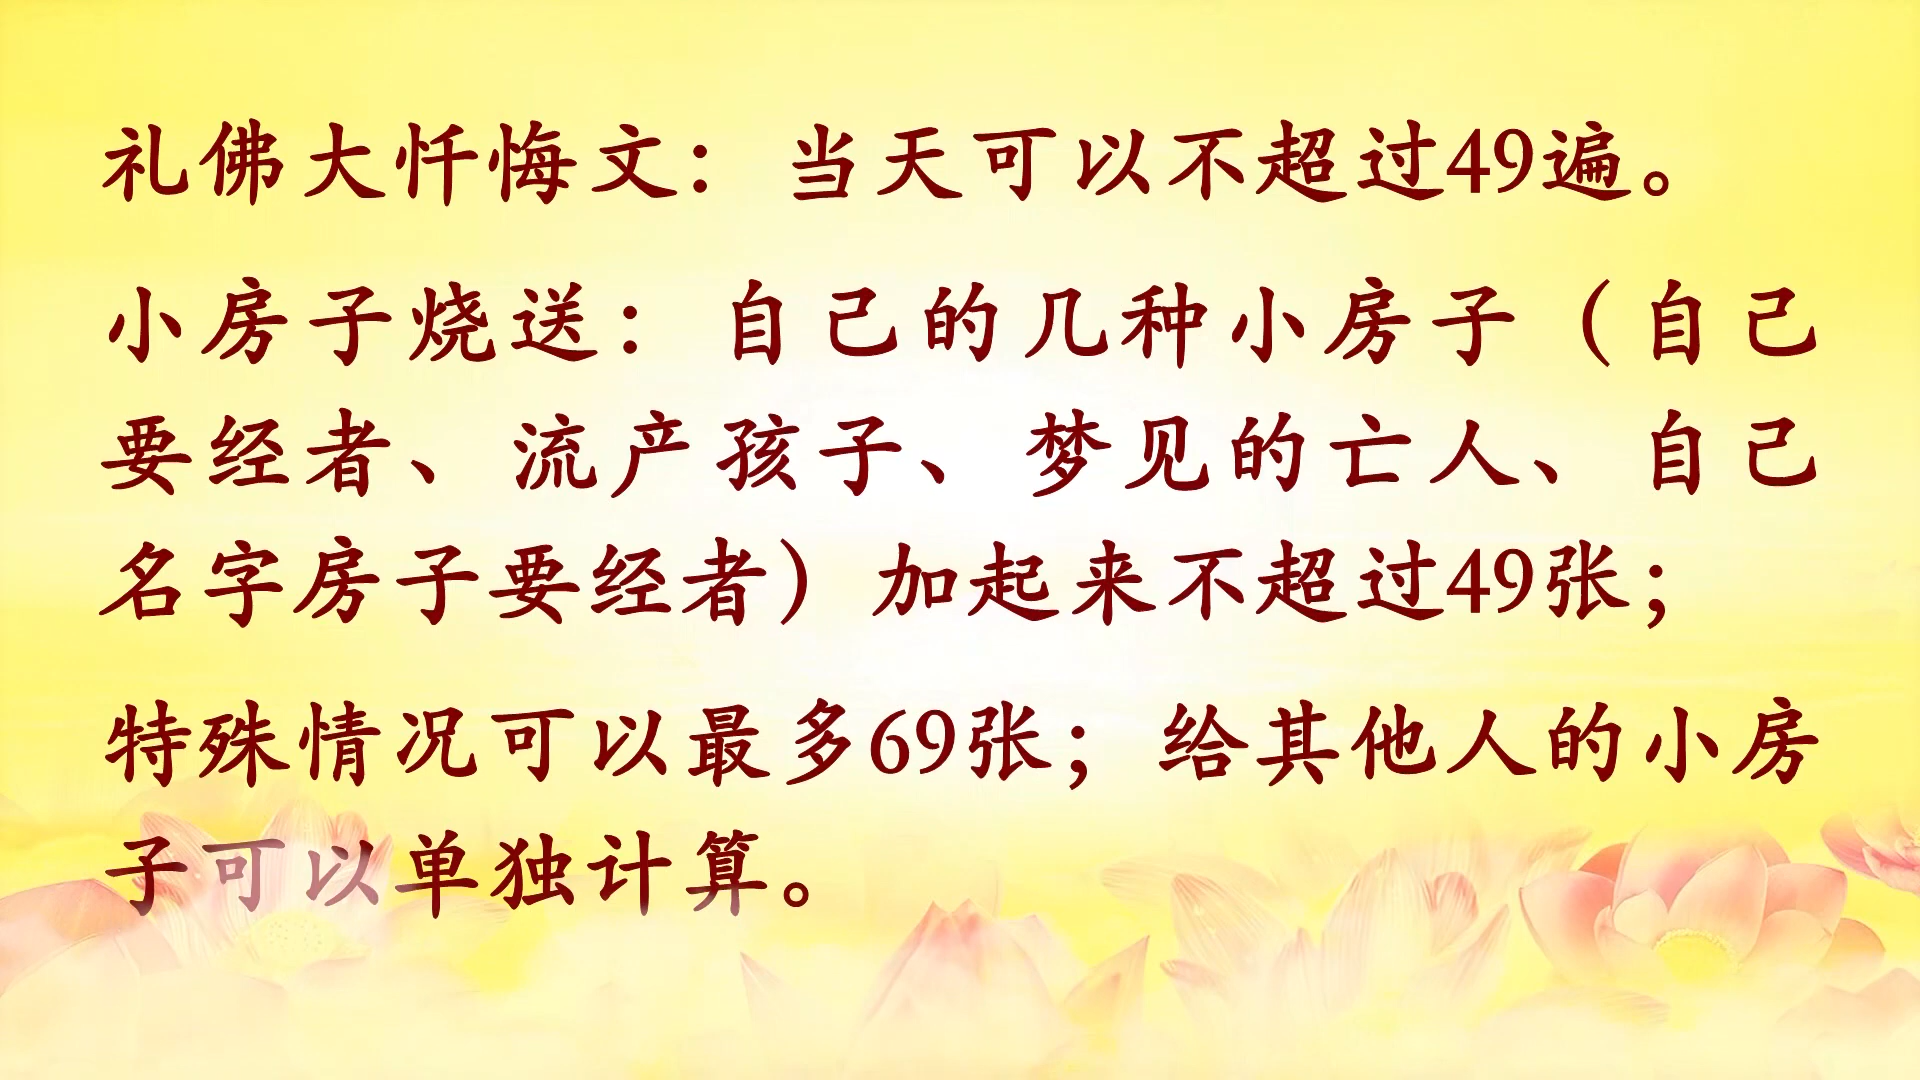 礼佛大忏悔文：当天可以不超过49遍。
小房子烧送：自己的几种小房子（自己
要经者、流产孩子、梦见的亡人、自己
名字房子要经者）加起来不超过49张；
特殊情况可以最多69张；给其他人的小房
子可以单独计算。